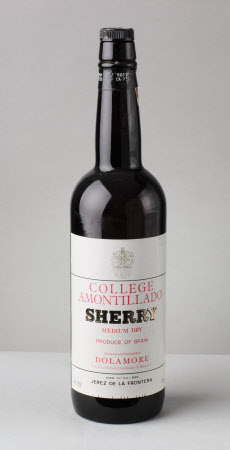 COLLEGE
AMONTILLADO
SHERRY
MEDIUM DRY
PRODUCE OF SPAIN
DOLAMORE
JEREZ DE LA FRONTERA